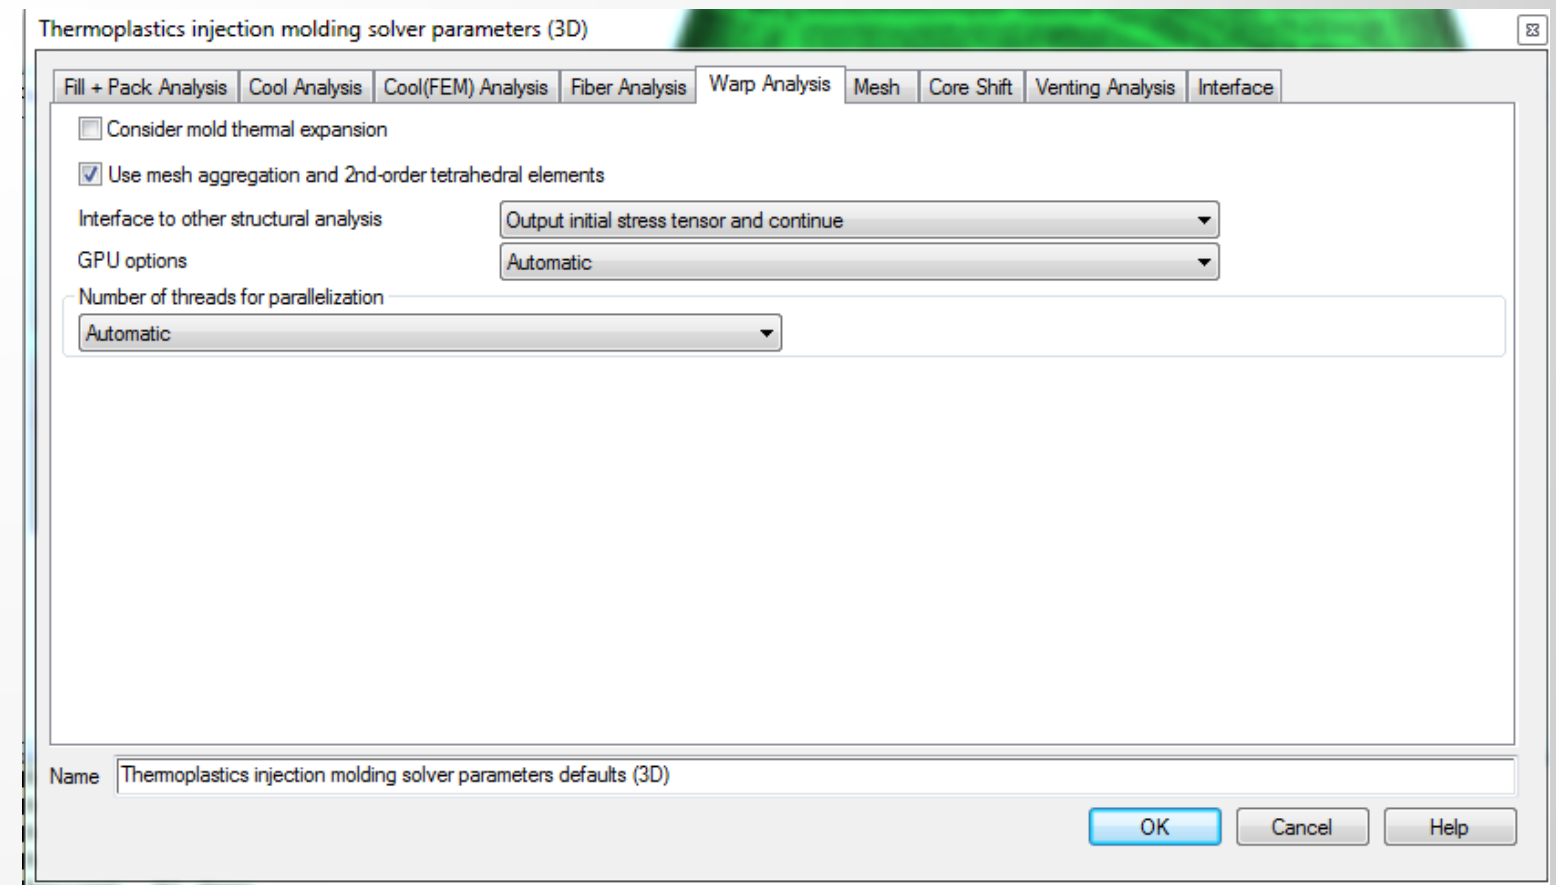 Thermoplastics injection molding solver parameters (3D)
Fill + Pack Analysis Cool Analysis Cool(FEM) Analysis Fiber Analysis Warp Analysis Mesh Core Shift Venting Analysis Interface
Consider mold thermal expansion
Use mesh aggregation and 2nd-order tetrahedral elements
Interface to other structural analysis Output initial stress tensor and continue
GPU options Automatic
Number of threads for parallelization
Automatic
Name Thermoplastics injection molding solver parameters defaults (3D)
OK Cancel Help